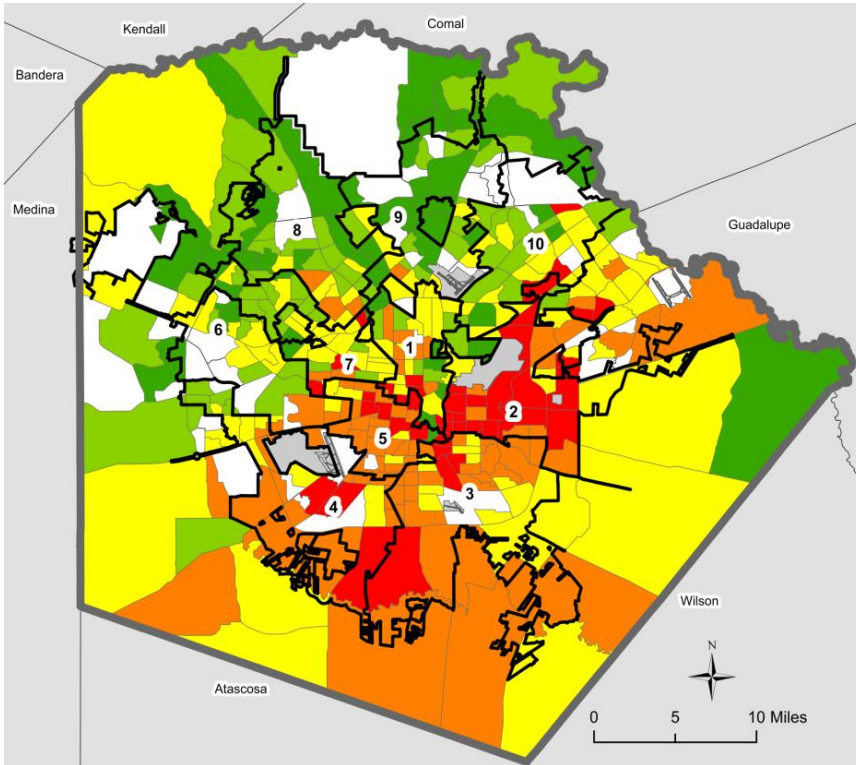 Kendall
Comal
Bandera
Medina
Guadalupe
9
8
10
6
1
7
2
5
3
4
Wilson
N
Atascosa
0 5 10 Miles